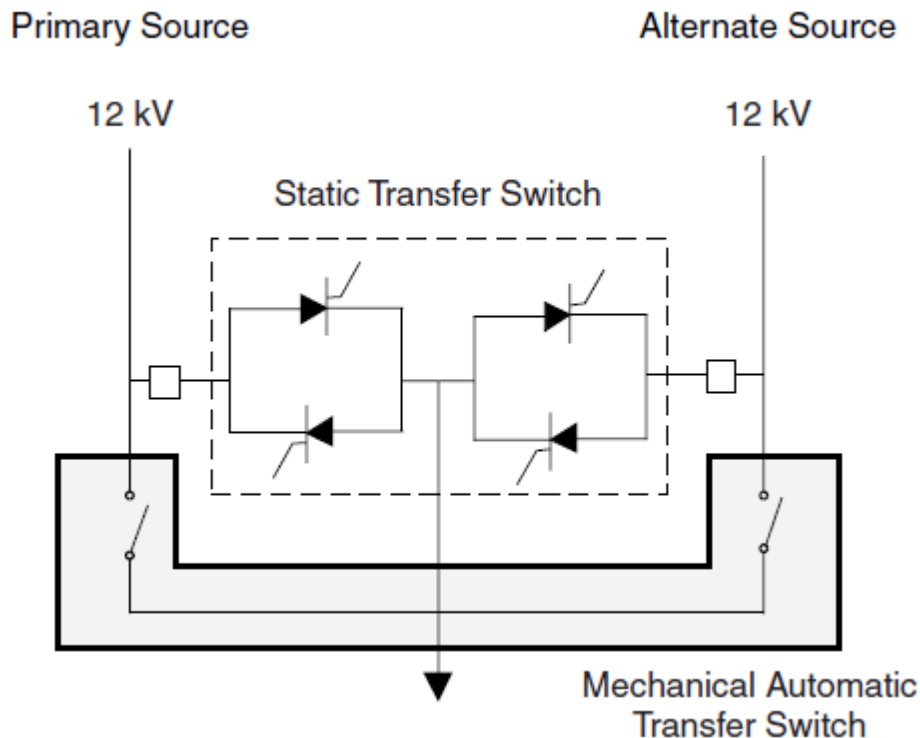 Primary Source
Alternate Source
12 kV
12 kV
Static Transfer Switch
Mechanical Automatic
Transfer Switch